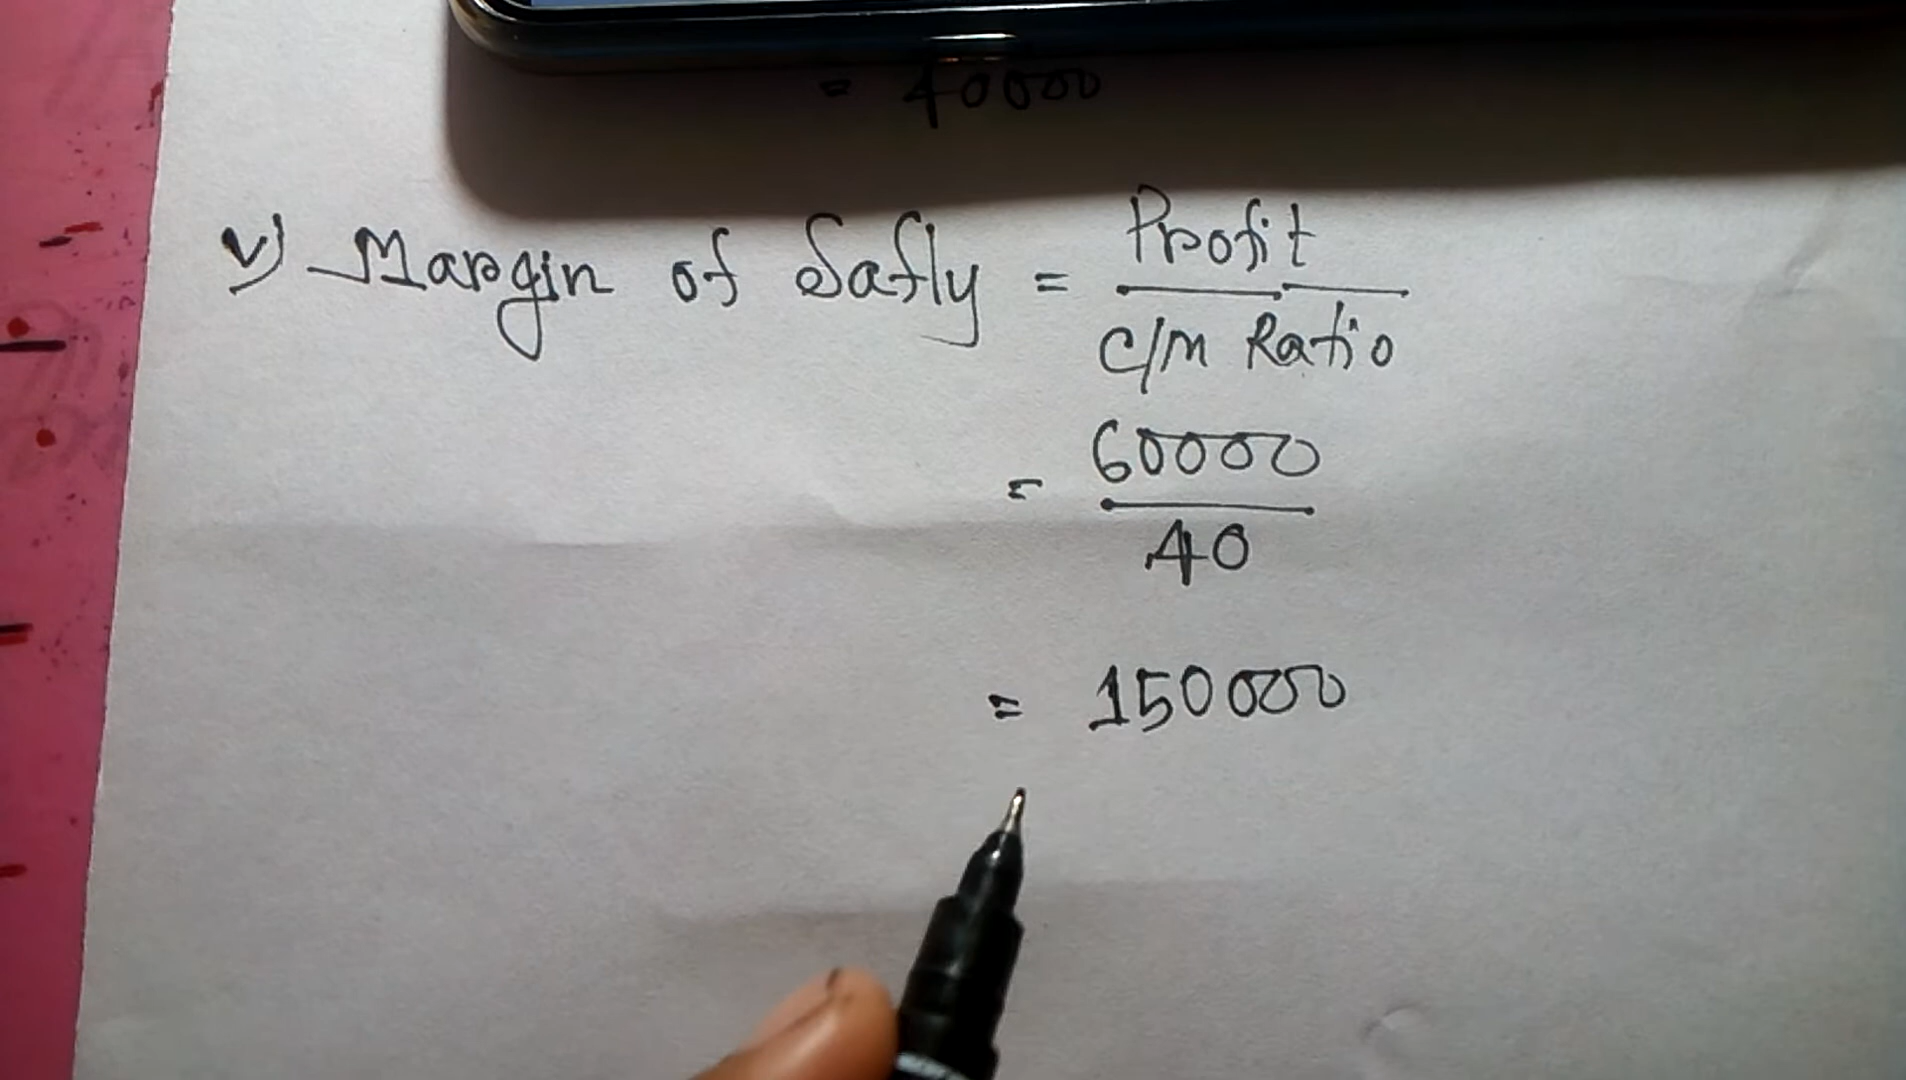 = 40000
v) Margin of Safly = Profit
C/M Ratio
= 60000
40
= 150000